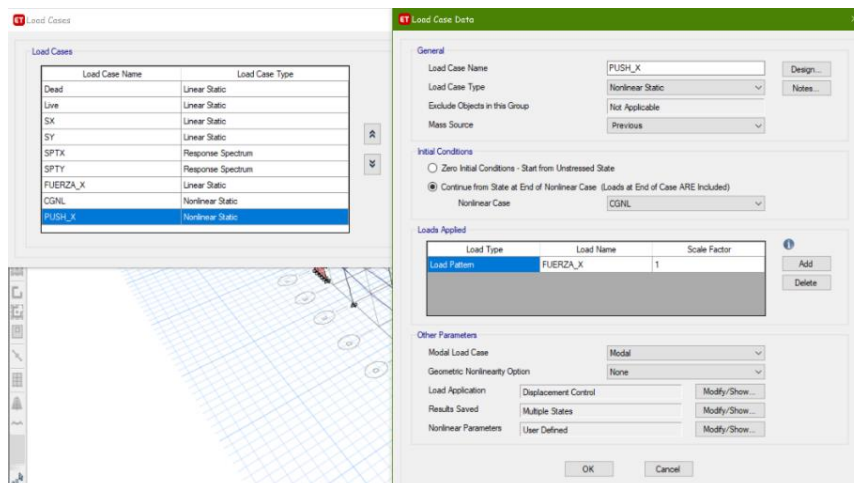 ET Load Cases
Load Cases
Load Case Name Load Case Type
Dead Linear Static
Live Linear Static
SX Linear Static
SY Linear Static
SPTX Response Spectrum
SPTY Response Spectrum
FUERZA_X Linear Static
CGNL Nonlinear Static
PUSH_X Nonlinear Static
ET Load Case Data
General
Load Case Name PUSH_X Design...
Load Case Type Nonlinear Static Notes...
Exclude Objects in this Group Not Applicable
Mass Source Previous
Initial Conditions
Zero Initial Conditions - Start from Unstressed State
Continue from State at End of Nonlinear Case (Loads at End of Case ARE Included)
Nonlinear Case CGNL
Loads Applied
Load Type Load Name Scale Factor
Load Pattern FUERZA_X 1 Add
Delete
Other Parameters
Modal Load Case Modal
Geometric Nonlinearity Option None
Load Application Displacement Control Modify/Show...
Results Saved Multiple States Modify/Show...
Nonlinear Parameters User Defined Modify/Show...
OK Cancel